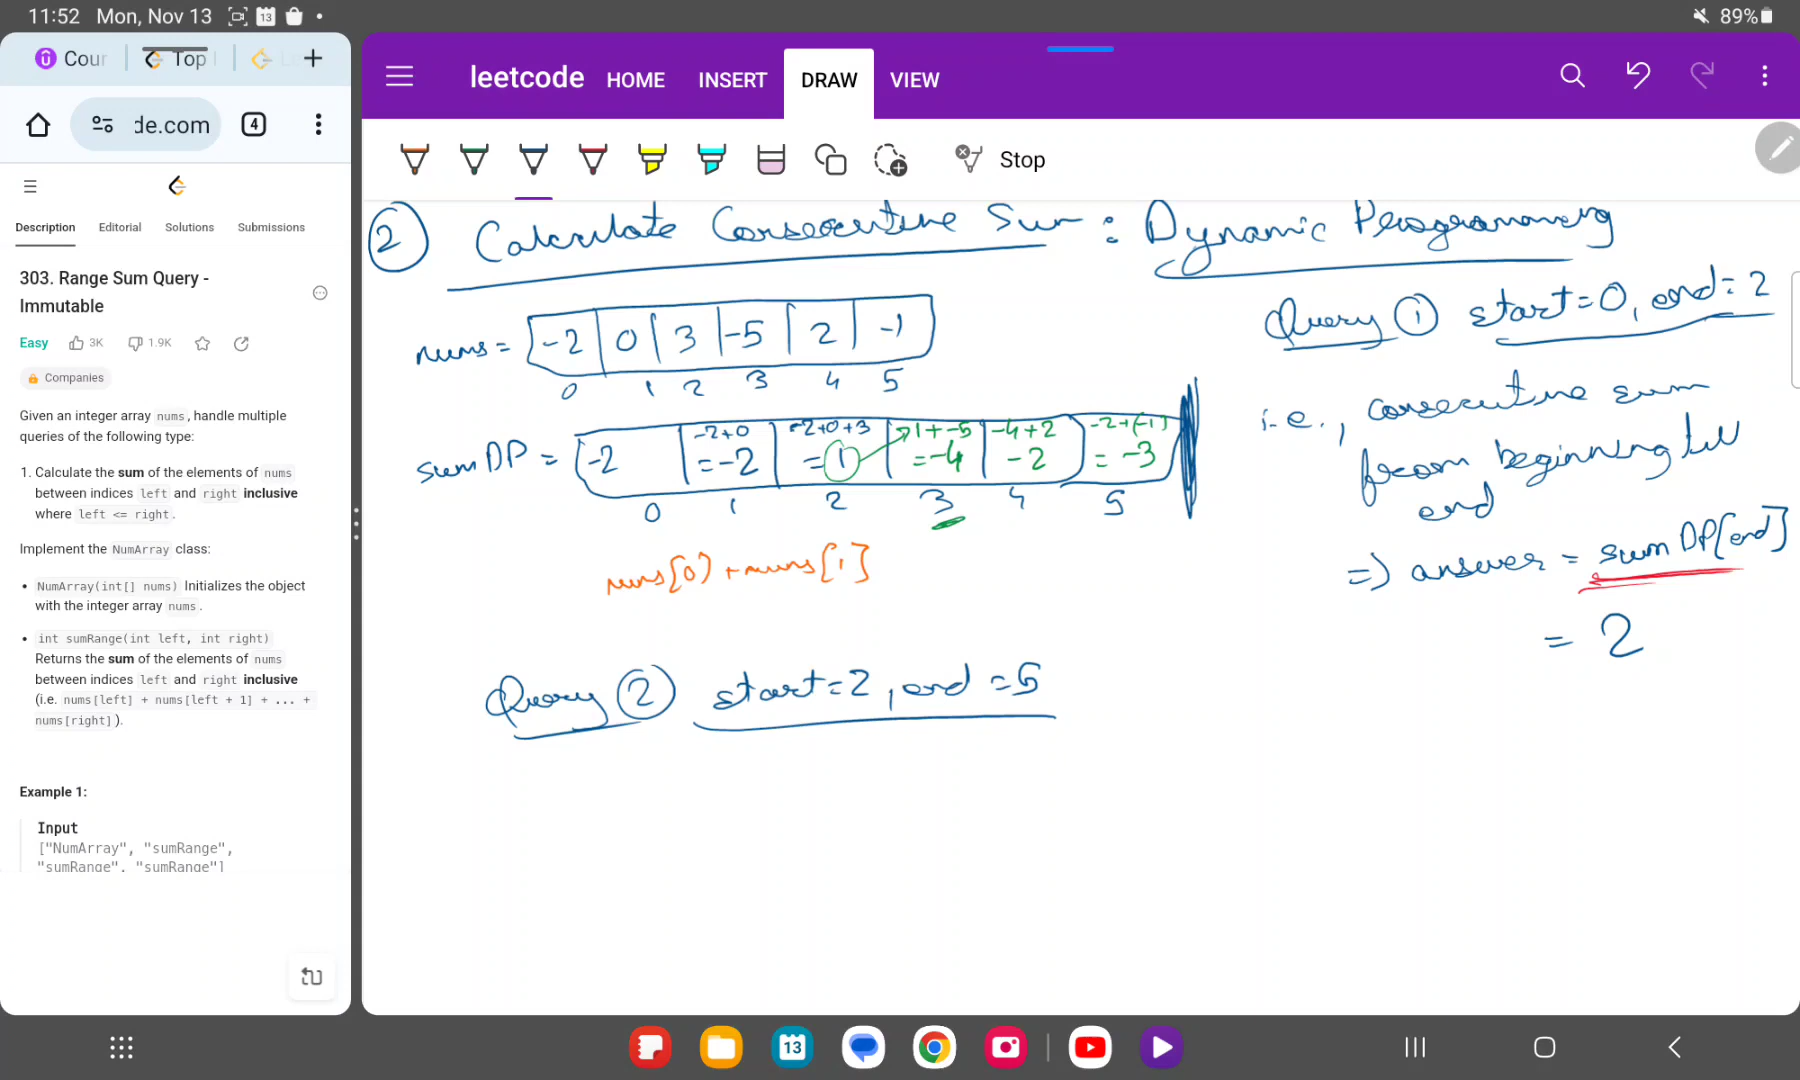 11:52 Mon, Nov 13 13 89%
Cour Top
de.com 4
Description Editorial Solutions Submissions
303. Range Sum Query -
Immutable
Easy 3K 1.9K
Companies
Given an integer array nums, handle multiple
queries of the following type:
1. Calculate the sum of the elements of nums
between indices left and right inclusive
where left <= right.
Implement the NumArray class:
• NumArray(int[] nums) Initializes the object
with the integer array nums.
• int sumRange(int left, int right)
Returns the sum of the elements of nums
between indices left and right inclusive
(i.e. nums[left] + nums[left + 1] + ... +
nums[right]).
Example 1:
Input
["NumArray", "sumRange",
"sumRange", "sumRange"]
leetcode HOME INSERT DRAW VIEW
Stop
2 Calculate Consecutive Sum : Dynamic Programming
nums = -2 0 3 -5 2 -1
0 1 2 3 4 5
sumDP = -2 -2+0 = -2 -2+0+3 = 1 1+-5 = -4 -4+2 -2 -2+(-1) = -3
0 1 2 3 4 5
nums[0] + nums[1]
Query 1 start=0, end=2
i.e., consecutive sum
from beginning till
end
=> answer = sum DP[end]
= 2
Query 2 start=2, end=5
13